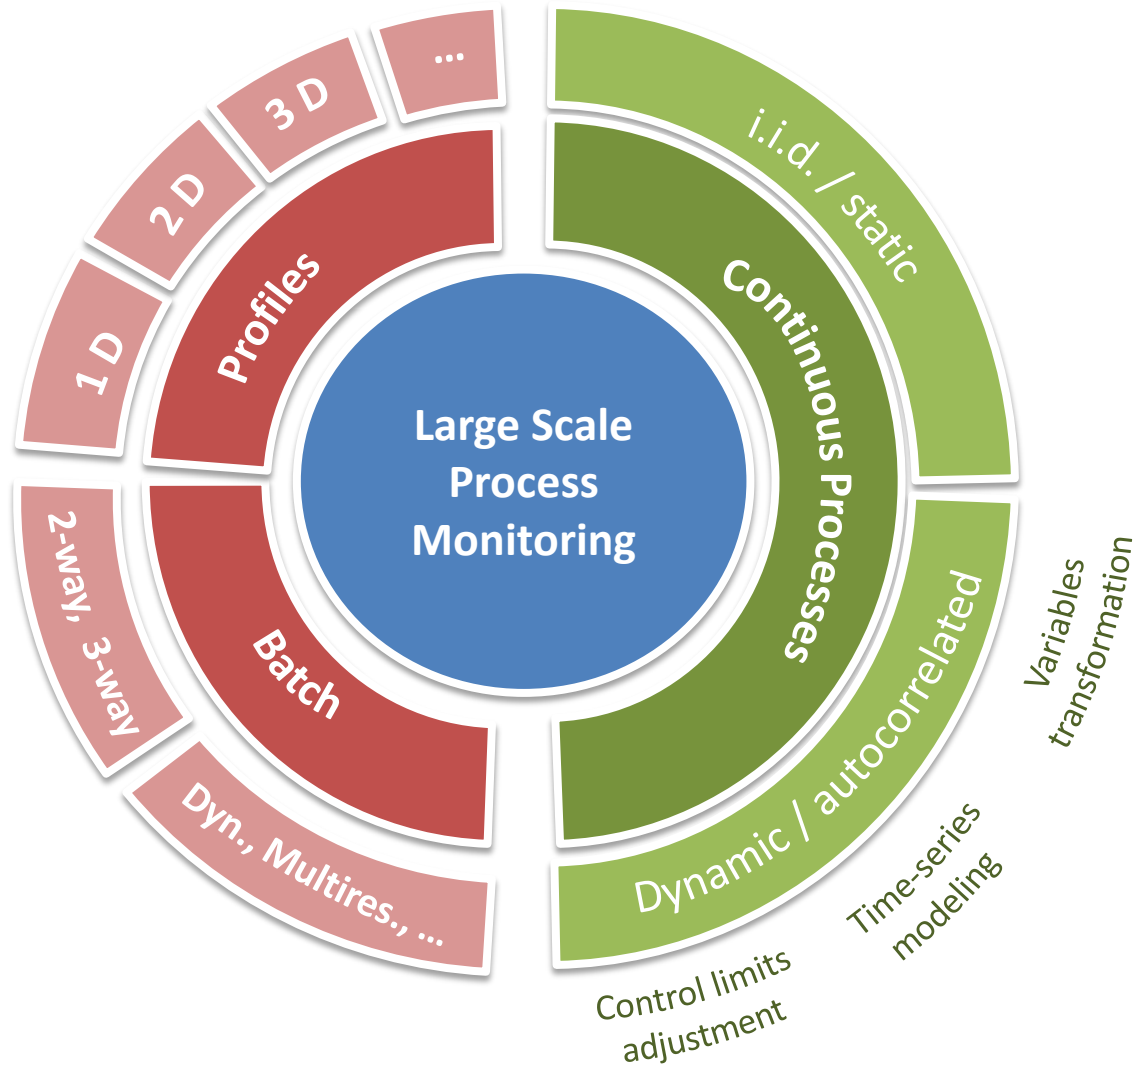 Large Scale
Process
Monitoring
Profiles
1 D
2 D
3 D
...
Batch
2-way, 3-way
Dyn., Multires., ...
Continuous Processes
i.i.d. / static
Dynamic / autocorrelated
Variables
transformation
Time-series
modeling
Control limits
adjustment